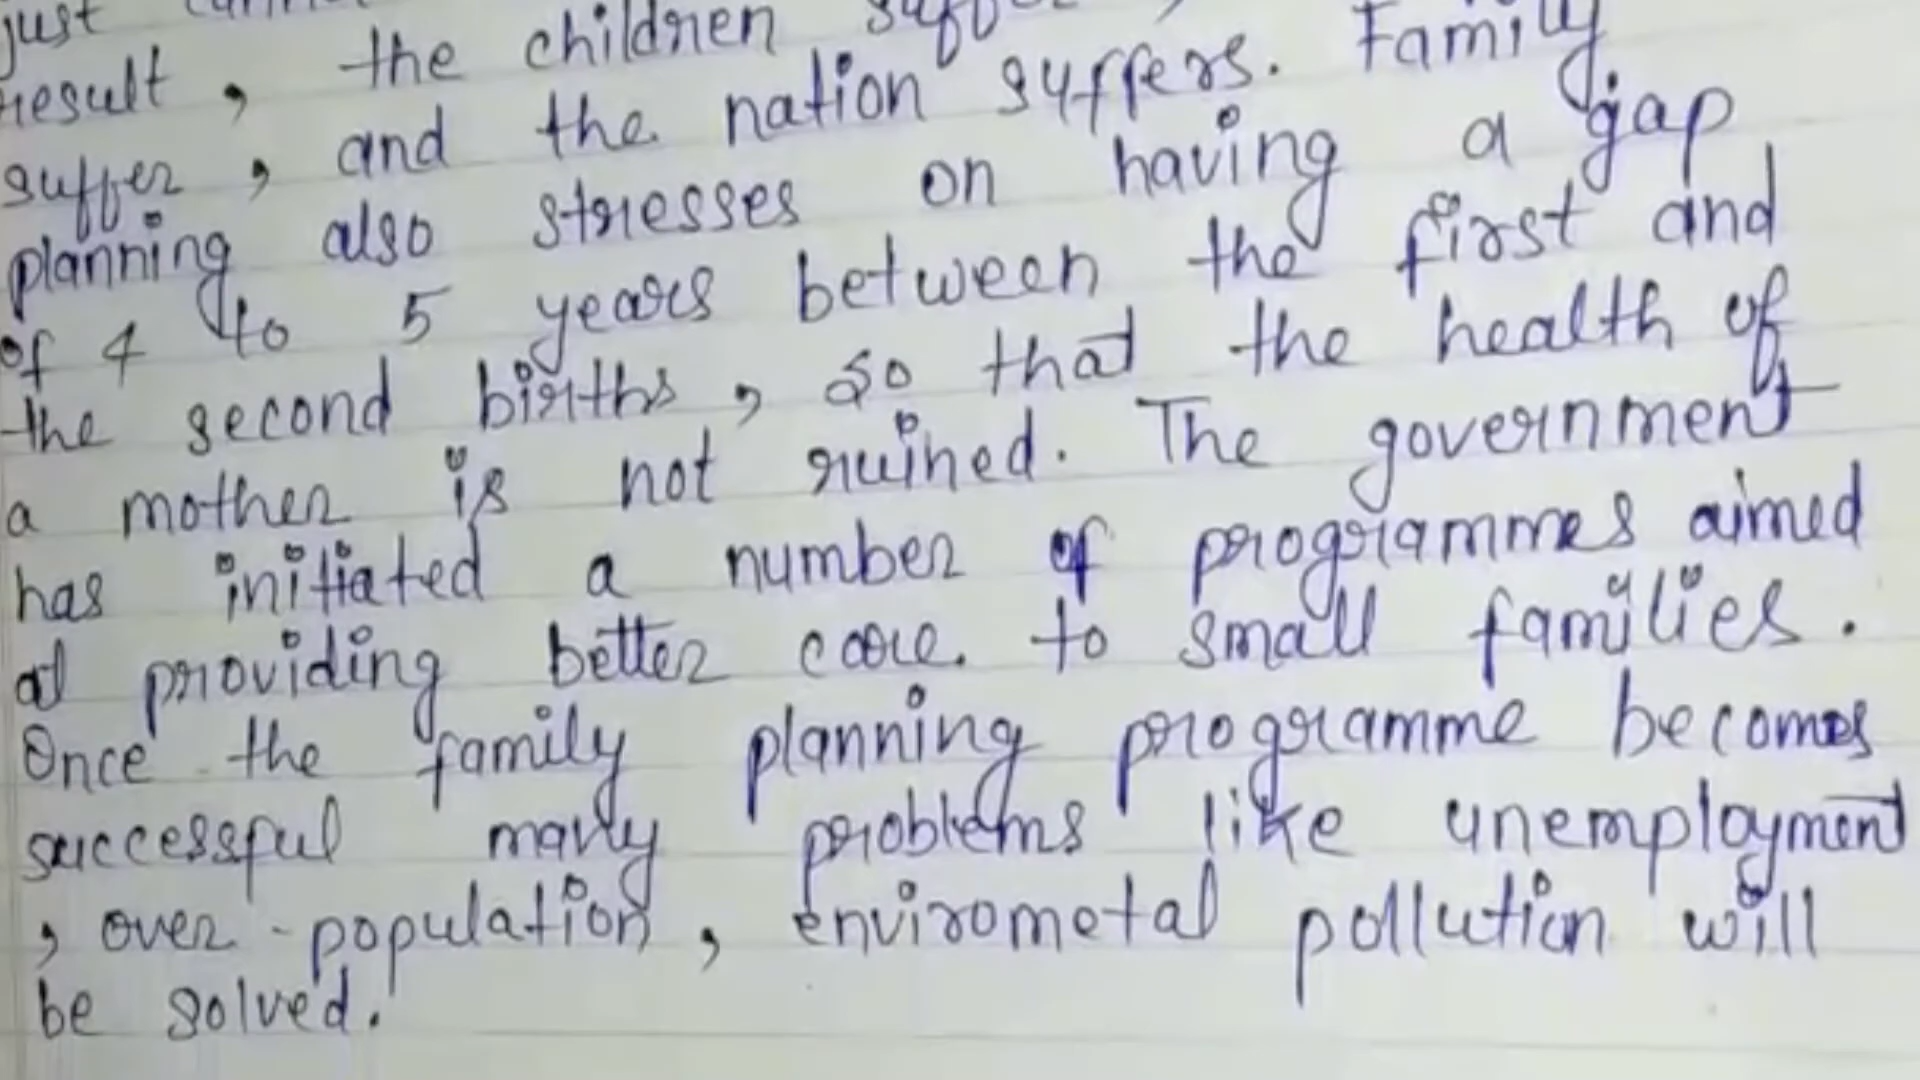 just
result, the children suffer
suffer, and the nation suffers. Family
planning also stresses on having a gap
of 4 to 5 years between the first and
the second births, so that the health of
a mother is not ruined. The government
has initiated a number of programmes aimed
at providing better care. to small families.
Once the family planning programme becomes
successful many problems like unemployment
, over-population, envirometal pollution will
be solved.